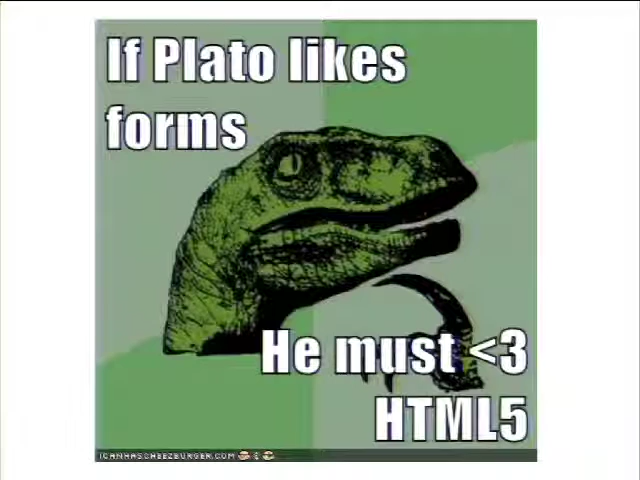 If Plato likes
forms
He must <3
HTML5
ICANHASCHEEZBURGER.COM